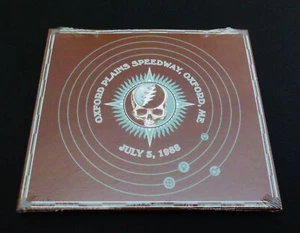 OXFORD PLAINS SPEEDWAY, OXFORD, ME
JULY 3, 1988